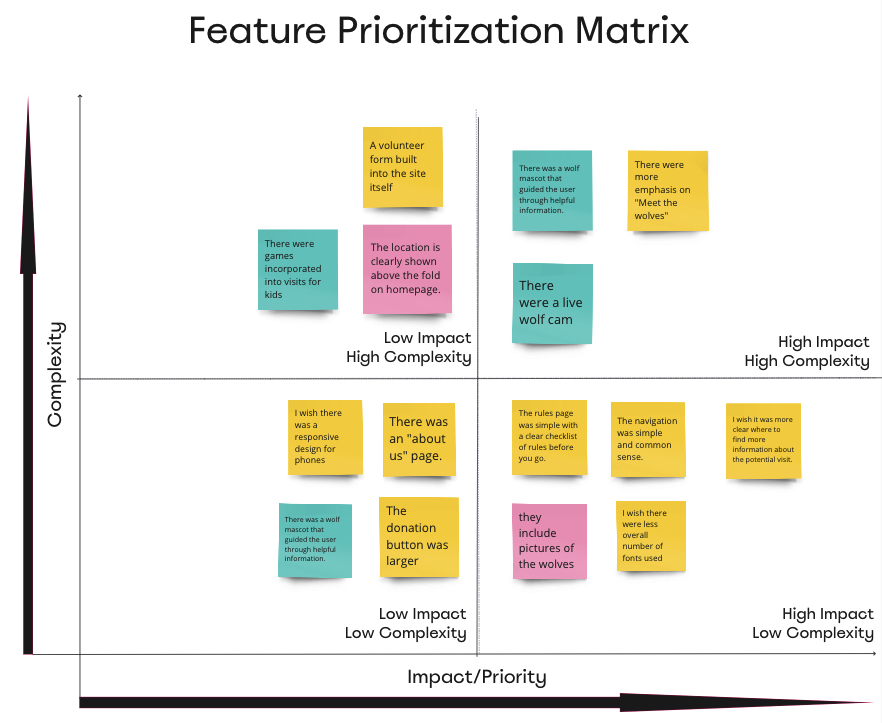 Feature Prioritization Matrix
A volunteer
form built
into the site
itself
There were
games
incorporated
into visits for
kids
The location is
clearly shown
above the fold
on homepage.
Low Impact
High Complexity
There was a wolf
mascot that
guided the user
through helpful
information.
There were
more
emphasis on
"Meet the
wolves"
There
were a live
wolf cam
High Impact
High Complexity
Complexity
I wish there
was a
responsive
design for
phones
There was
an "about
us" page.
There was a wolf
mascot that
guided the user
through helpful
information.
The
donation
button was
larger
Low Impact
Low Complexity
The rules page
was simple with
a clear checklist
of rules before
you go.
The navigation
was simple
and common
sense.
I wish it was more
clear where to
find more
information about
the potential visit.
they
include
pictures of
the wolves
I wish there
were less
overall
number of
fonts used
High Impact
Low Complexity
Impact/Priority